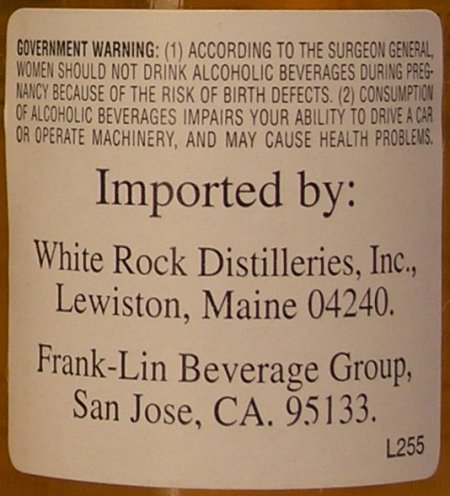 GOVERNMENT WARNING: (1) ACCORDING TO THE SURGEON GENERAL,
WOMEN SHOULD NOT DRINK ALCOHOLIC BEVERAGES DURING PREG-
NANCY BECAUSE OF THE RISK OF BIRTH DEFECTS. (2) CONSUMPTION
OF ALCOHOLIC BEVERAGES IMPAIRS YOUR ABILITY TO DRIVE A CAR
OR OPERATE MACHINERY, AND MAY CAUSE HEALTH PROBLEMS.
Imported by:
White Rock Distilleries, Inc.,
Lewiston, Maine 04240.
Frank-Lin Beverage Group,
San Jose, CA. 95133.
L255